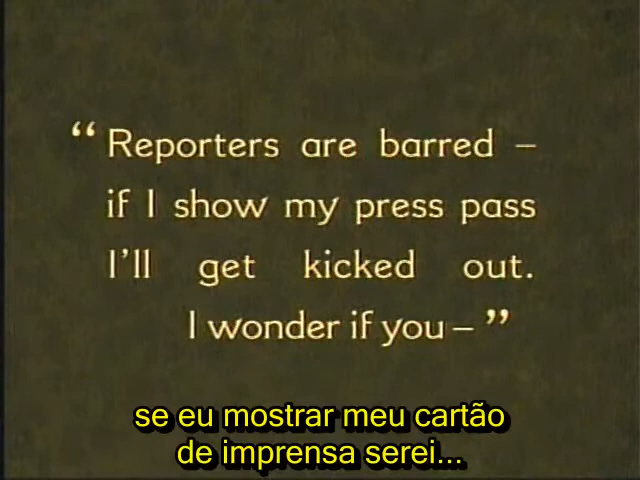 “ Reporters are barred –
if I show my press pass
I’ll get kicked out.
I wonder if you – ”
se eu mostrar meu cartão
de imprensa serei...